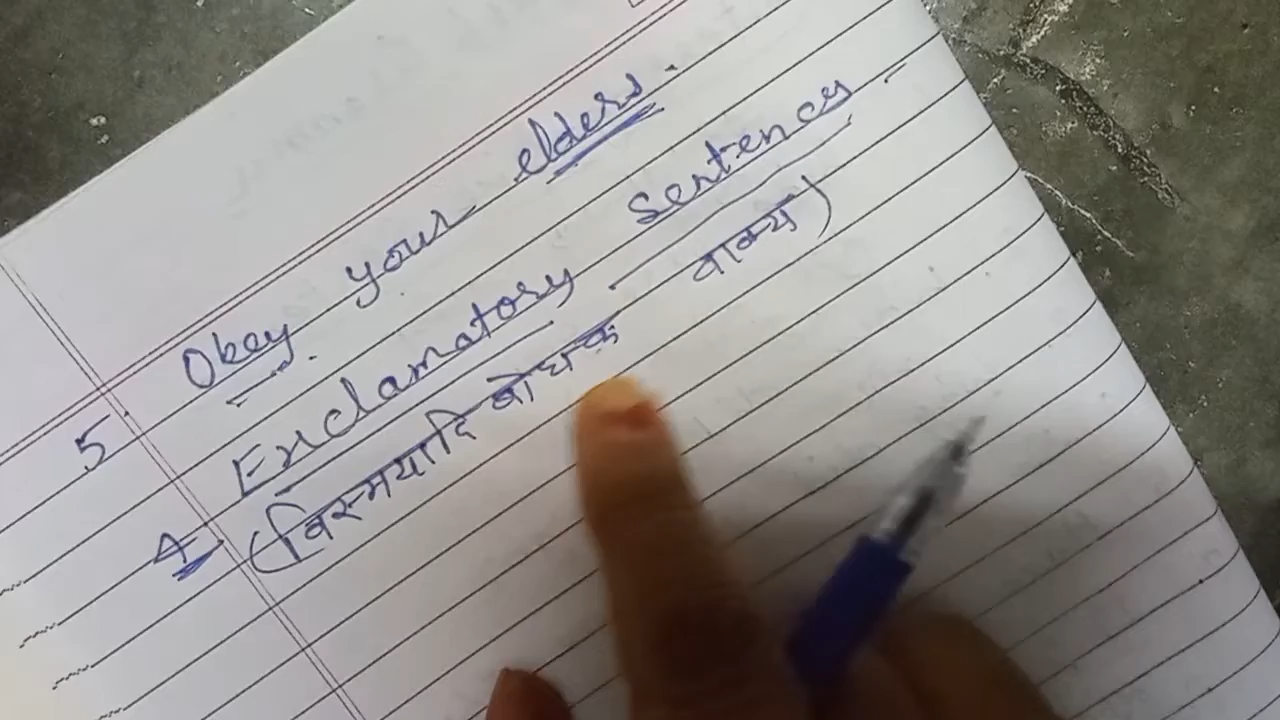 5 Obey your elders.
4 Exclamatory Sentences -
(विस्मयादि बोधक वाक्य)